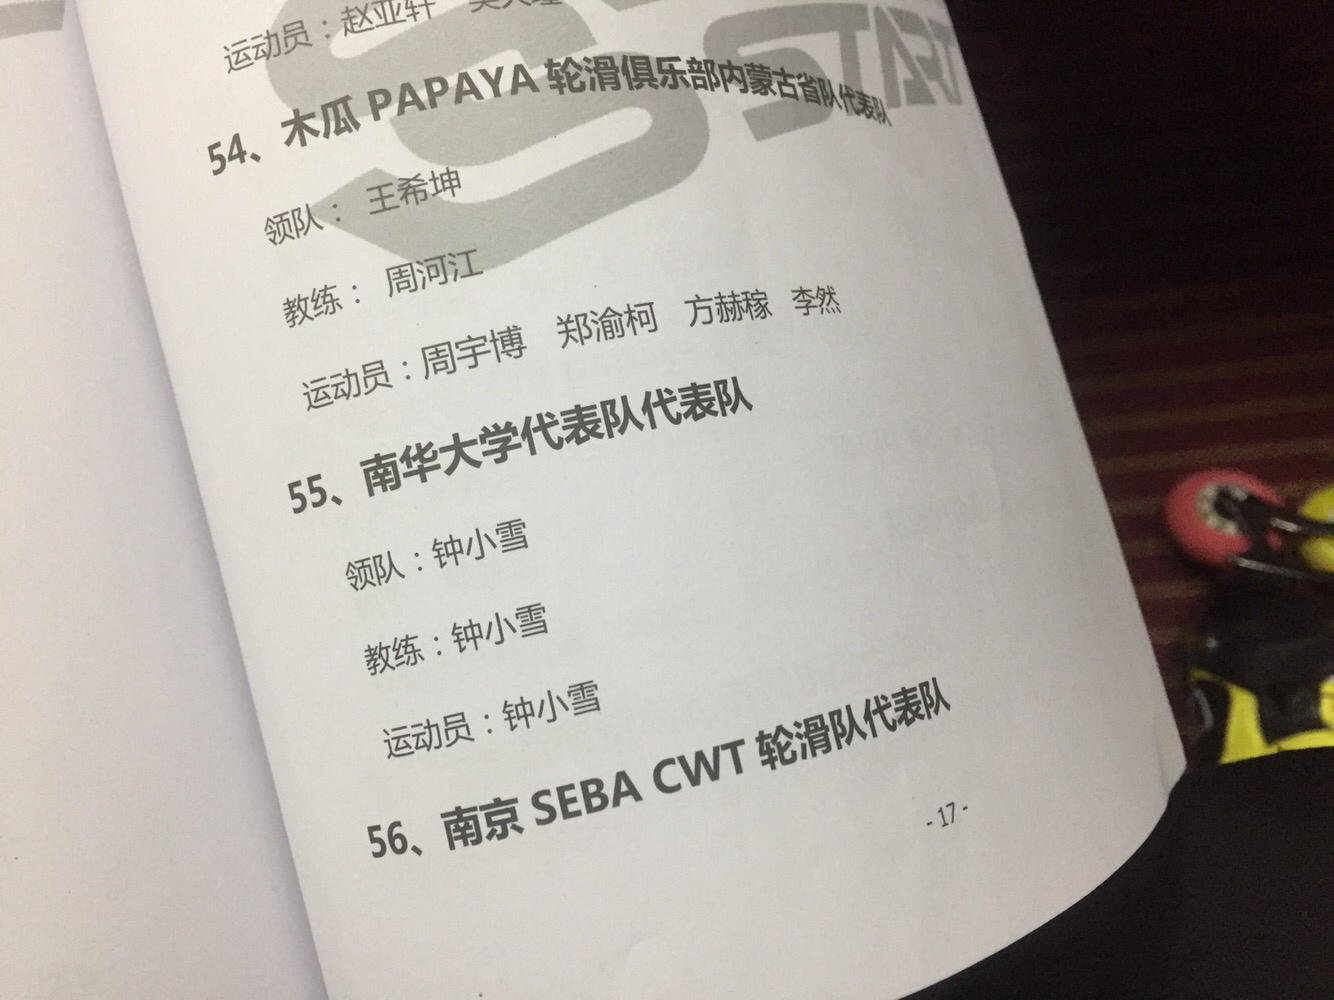 运动员：赵亚轩
START
54、木瓜 PAPAYA 轮滑俱乐部内蒙古省队代表队
领队： 王希坤
教练： 周河江
运动员：周宇博 郑渝柯 方赫稼 李然
55、南华大学代表队代表队
领队：钟小雪
教练：钟小雪
运动员：钟小雪
56、南京 SEBA CWT 轮滑队代表队
- 17 -